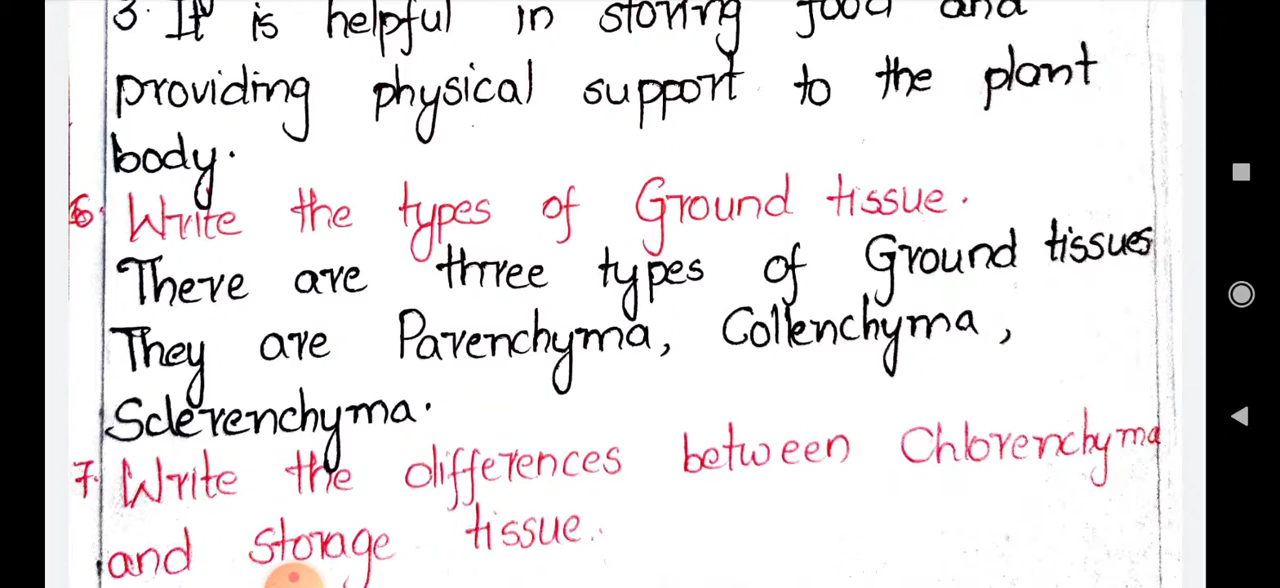 3. It is helpful in storing food and
providing physical support to the plant
body.
6. Write the types of Ground tissue.
There are three types of Ground tissues
They are Parenchyma, Collenchyma,
Sclerenchyma.
7. Write the differences between Chlorenchyma
and storage tissue.